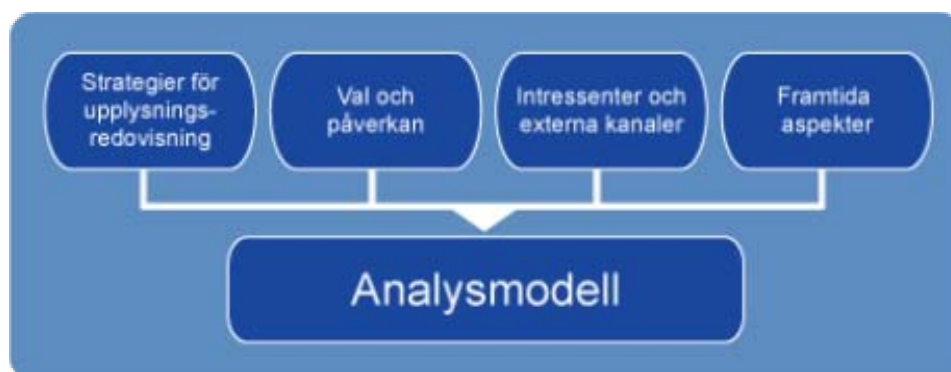 Strategier för
upplysnings-
redovisning
Val och
påverkan
Intressenter och
externa kanaler
Framtida
aspekter
Analysmodell